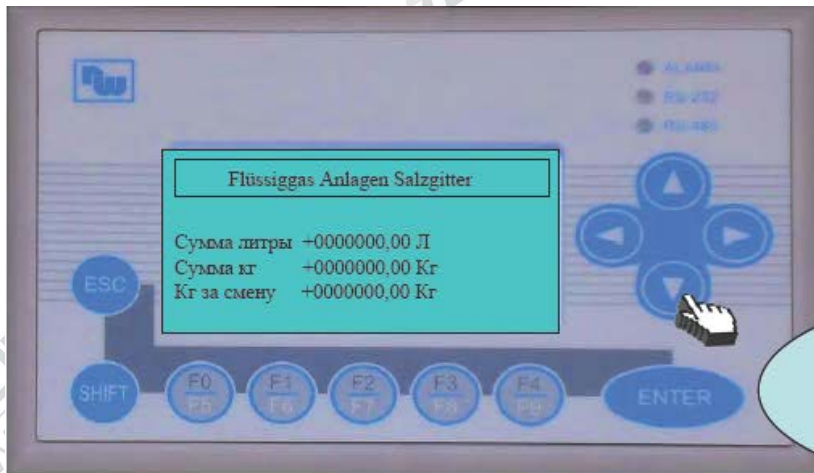 ALARM
RS-232
RS-485
Flüssiggas Anlagen Salzgitter
Сумма литры +0000000,00 Л
Сумма кг +0000000,00 Кг
Кг за смену +0000000,00 Кг
ESC
SHIFT
F0
F5
F1
F6
F2
F7
F3
F8
F4
F9
ENTER